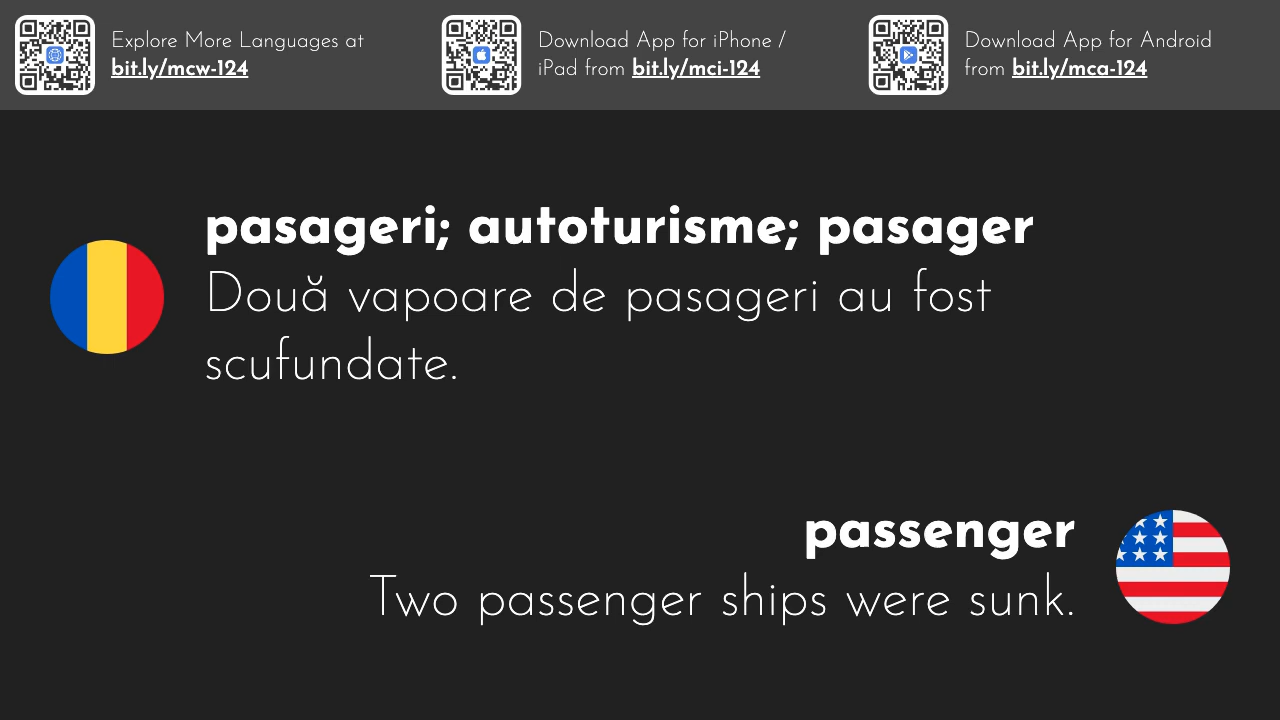 Explore More Languages at
bit.ly/mcw-124
Download App for iPhone /
iPad from bit.ly/mci-124
Download App for Android
from bit.ly/mca-124
pasageri; autoturisme; pasager
Două vapoare de pasageri au fost
scufundate.
passenger
Two passenger ships were sunk.